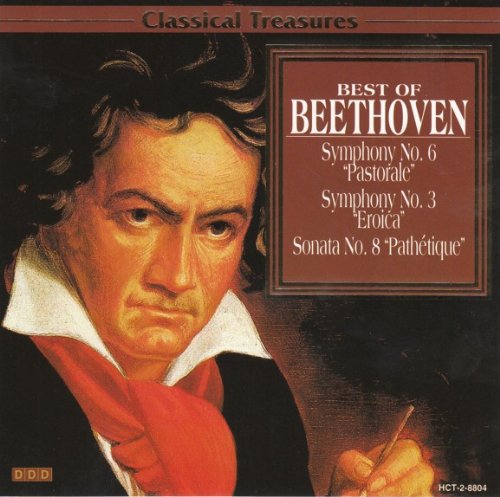 Classical Treasures
BEST OF
BEETHOVEN
Symphony No. 6
"Pastorale"
Symphony No. 3
"Eroica"
Sonata No. 8 "Pathétique"
DDD
HCT-2-8804